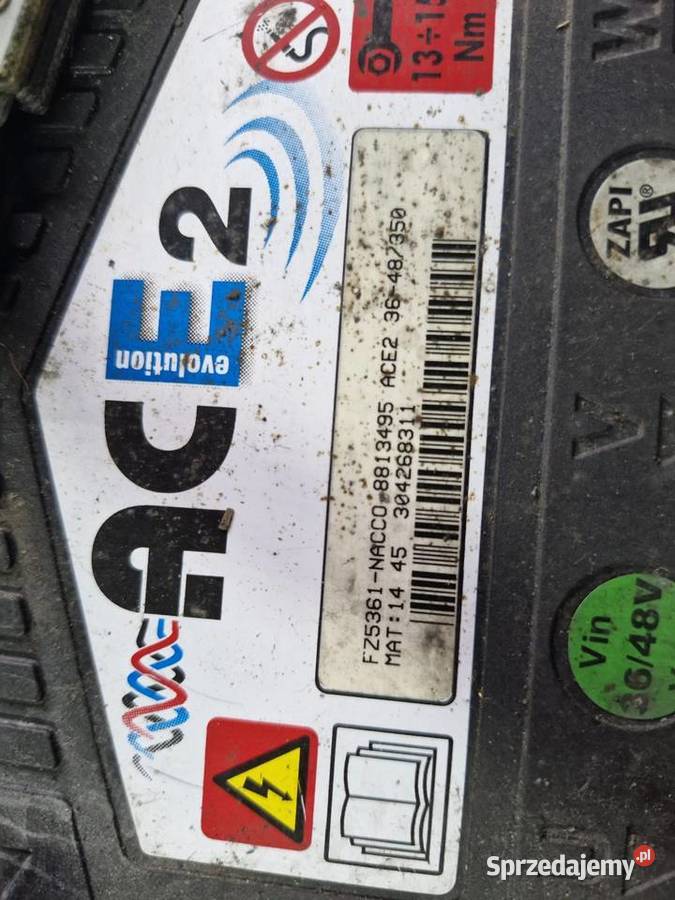 ACE2
evolution
13÷15
Nm
FZ5361-NACCO 8813495 ACE2 36-48/350
MAT:14 45 304268311
ZAPI ®
Vin
36/48V
Sprzedajemy.pl